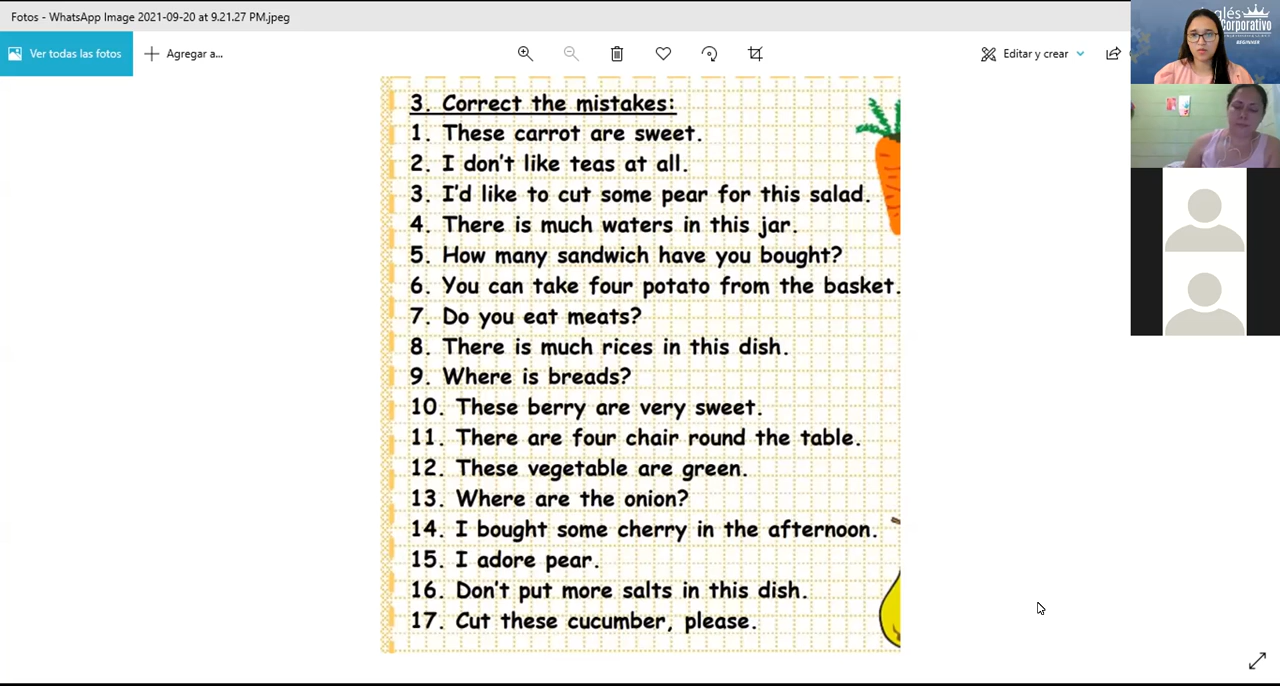 Fotos - WhatsApp Image 2021-09-20 at 9.21.27 PM.jpeg
Ver todas las fotos
Agregar a...
Editar y crear
3. Correct the mistakes:
1. These carrot are sweet.
2. I don't like teas at all.
3. I'd like to cut some pear for this salad.
4. There is much waters in this jar.
5. How many sandwich have you bought?
6. You can take four potato from the basket.
7. Do you eat meats?
8. There is much rices in this dish.
9. Where is breads?
10. These berry are very sweet.
11. There are four chair round the table.
12. These vegetable are green.
13. Where are the onion?
14. I bought some cherry in the afternoon.
15. I adore pear.
16. Don't put more salts in this dish.
17. Cut these cucumber, please.
BEGINNER